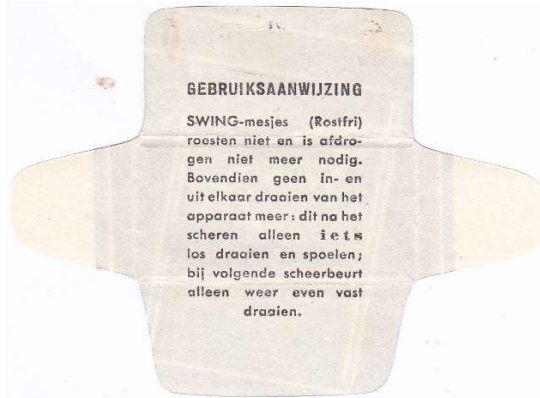 GEBRUIKSAANWIJZING
SWING-mesjes (Rostfri)
roesten niet en is afdro-
gen niet meer nodig.
Bovendien geen in- en
uit elkaar draaien van het
apparaat meer: dit na het
scheren alleen iets
los draaien en spoelen;
bij volgende scheerbeurt
alleen weer even vast
draaien.